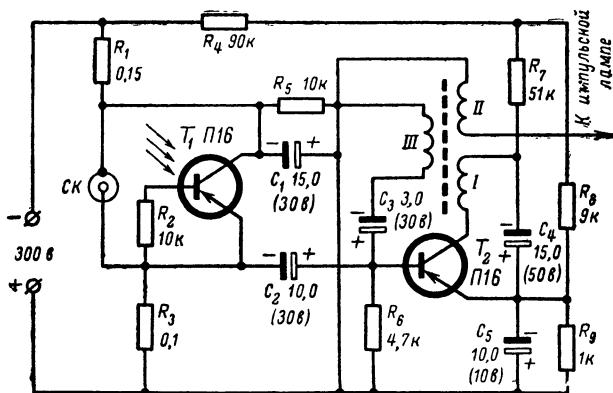 R₁
0,15
R₄ 90к
R₅ 10к
R₇
51к
К импульсной
лампе
II
III
I
T₁ П16
C₁ 15,0
(30в)
СК
R₂
10к
C₃ 3,0
(30в)
R₈
9к
C₄
15,0
(50в)
T₂
П16
300 в
C₂ 10,0
(30в)
R₃
0,1
R₆
4,7к
C₅
10,0
(10в)
R₉
1к